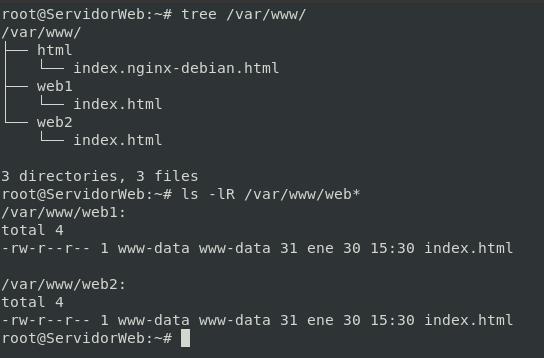 root@ServidorWeb:~# tree /var/www/
/var/www/
├── html
│   └── index.nginx-debian.html
├── web1
│   └── index.html
└── web2
    └── index.html

3 directories, 3 files
root@ServidorWeb:~# ls -lR /var/www/web*
/var/www/web1:
total 4
-rw-r--r-- 1 www-data www-data 31 ene 30 15:30 index.html

/var/www/web2:
total 4
-rw-r--r-- 1 www-data www-data 31 ene 30 15:30 index.html
root@ServidorWeb:~#